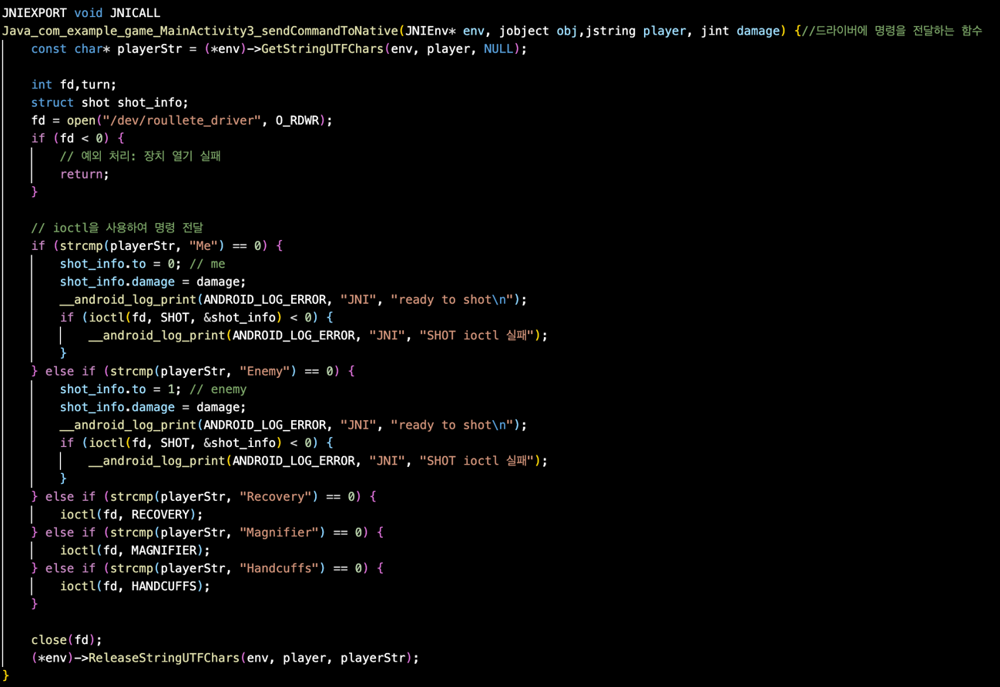 JNIEXPORT void JNICALL
Java_com_example_game_MainActivity3_sendCommandToNative(JNIEnv* env, jobject obj,jstring player, jint damage) {//드라이버에 명령을 전달하는 함수
    const char* playerStr = (*env)->GetStringUTFChars(env, player, NULL);

    int fd,turn;
    struct shot shot_info;
    fd = open("/dev/roullete_driver", O_RDWR);
    if (fd < 0) {
        // 예외 처리: 장치 열기 실패
        return;
    }

    // ioctl을 사용하여 명령 전달
    if (strcmp(playerStr, "Me") == 0) {
        shot_info.to = 0; // me
        shot_info.damage = damage;
        __android_log_print(ANDROID_LOG_ERROR, "JNI", "ready to shot\n");
        if (ioctl(fd, SHOT, &shot_info) < 0) {
            __android_log_print(ANDROID_LOG_ERROR, "JNI", "SHOT ioctl 실패");
        }
    } else if (strcmp(playerStr, "Enemy") == 0) {
        shot_info.to = 1; // enemy
        shot_info.damage = damage;
        __android_log_print(ANDROID_LOG_ERROR, "JNI", "ready to shot\n");
        if (ioctl(fd, SHOT, &shot_info) < 0) {
            __android_log_print(ANDROID_LOG_ERROR, "JNI", "SHOT ioctl 실패");
        }
    } else if (strcmp(playerStr, "Recovery") == 0) {
        ioctl(fd, RECOVERY);
    } else if (strcmp(playerStr, "Magnifier") == 0) {
        ioctl(fd, MAGNIFIER);
    } else if (strcmp(playerStr, "Handcuffs") == 0) {
        ioctl(fd, HANDCUFFS);
    }

    close(fd);
    (*env)->ReleaseStringUTFChars(env, player, playerStr);
}